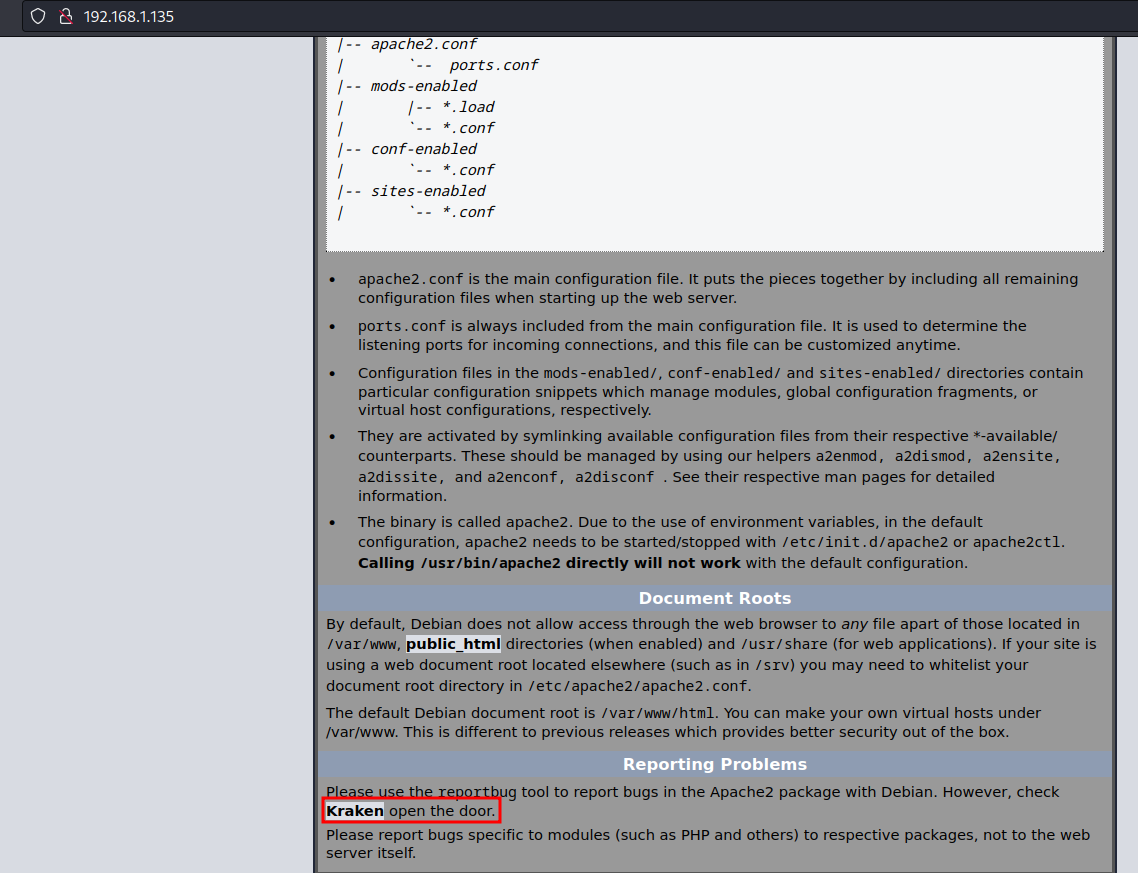 192.168.1.135
|-- apache2.conf
|       `--  ports.conf
|-- mods-enabled
|       |-- *.load
|       `-- *.conf
|-- conf-enabled
|       `-- *.conf
|-- sites-enabled
|       `-- *.conf
• apache2.conf is the main configuration file. It puts the pieces together by including all remaining
configuration files when starting up the web server.
• ports.conf is always included from the main configuration file. It is used to determine the
listening ports for incoming connections, and this file can be customized anytime.
• Configuration files in the mods-enabled/, conf-enabled/ and sites-enabled/ directories contain
particular configuration snippets which manage modules, global configuration fragments, or
virtual host configurations, respectively.
• They are activated by symlinking available configuration files from their respective *-available/
counterparts. These should be managed by using our helpers a2enmod, a2dismod, a2ensite,
a2dissite, and a2enconf, a2disconf . See their respective man pages for detailed
information.
• The binary is called apache2. Due to the use of environment variables, in the default
configuration, apache2 needs to be started/stopped with /etc/init.d/apache2 or apache2ctl.
Calling /usr/bin/apache2 directly will not work with the default configuration.
Document Roots
By default, Debian does not allow access through the web browser to any file apart of those located in
/var/www, public_html directories (when enabled) and /usr/share (for web applications). If your site is
using a web document root located elsewhere (such as in /srv) you may need to whitelist your
document root directory in /etc/apache2/apache2.conf.
The default Debian document root is /var/www/html. You can make your own virtual hosts under
/var/www. This is different to previous releases which provides better security out of the box.
Reporting Problems
Please use the reportbug tool to report bugs in the Apache2 package with Debian. However, check
Kraken open the door.
Please report bugs specific to modules (such as PHP and others) to respective packages, not to the web
server itself.